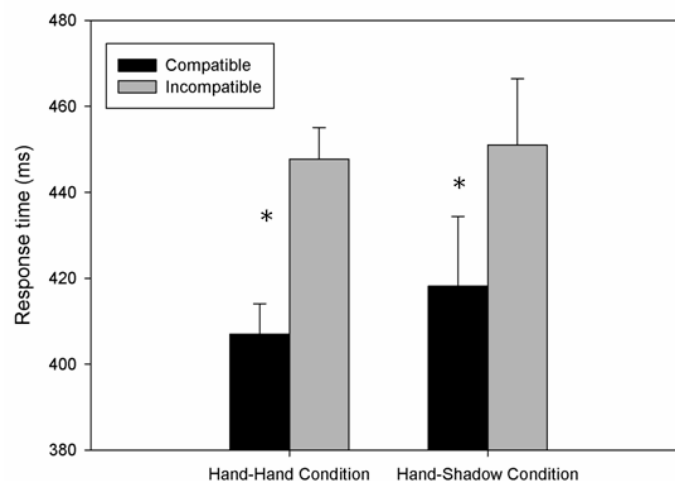 480
460
440
420
400
380
Response time (ms)
Compatible
Incompatible
*
*
Hand-Hand Condition
Hand-Shadow Condition